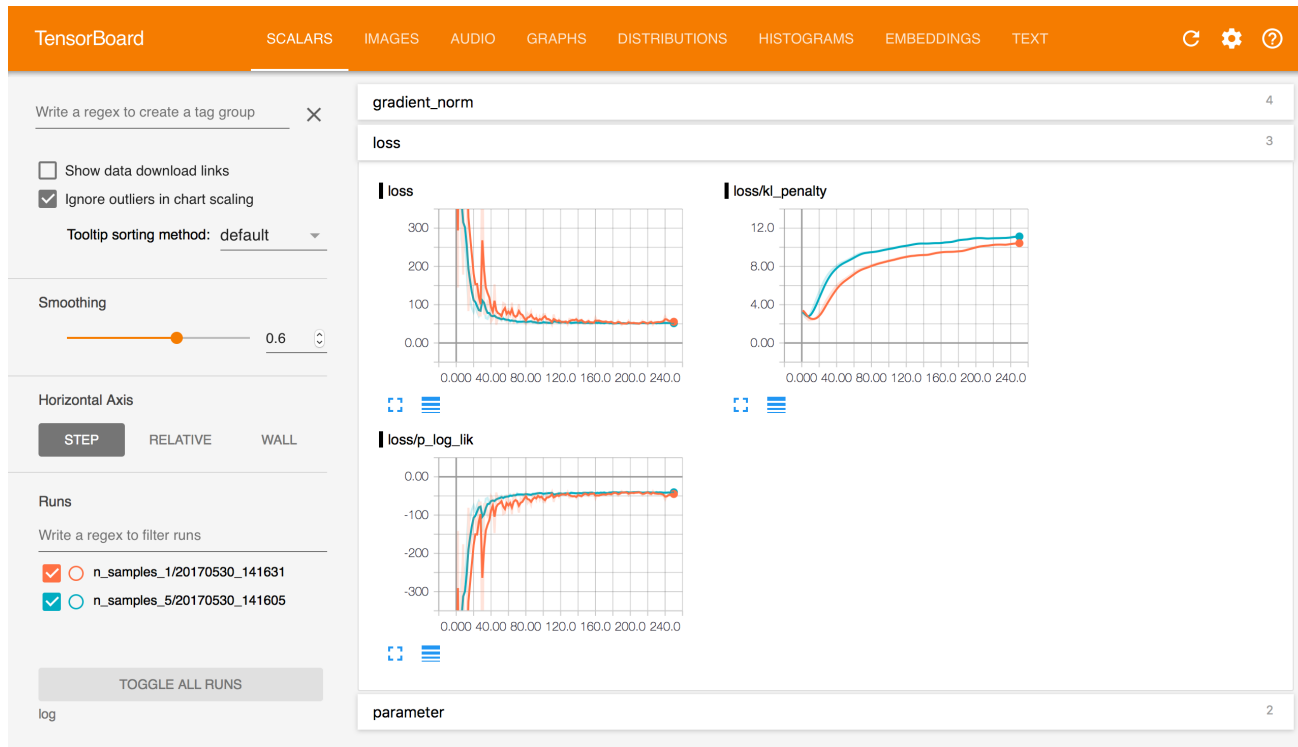 TensorBoard SCALARS IMAGES AUDIO GRAPHS DISTRIBUTIONS HISTOGRAMS EMBEDDINGS TEXT
Write a regex to create a tag group
Show data download links
Ignore outliers in chart scaling
Tooltip sorting method: default
Smoothing
0.6
Horizontal Axis
STEP RELATIVE WALL
Runs
Write a regex to filter runs
n_samples_1/20170530_141631
n_samples_5/20170530_141605
TOGGLE ALL RUNS
log
gradient_norm 4
loss 3
loss
300
200
100
0.00
0.000 40.00 80.00 120.0 160.0 200.0 240.0
loss/kl_penalty
12.0
8.00
4.00
0.00
0.000 40.00 80.00 120.0 160.0 200.0 240.0
loss/p_log_lik
0.00
-100
-200
-300
0.000 40.00 80.00 120.0 160.0 200.0 240.0
parameter 2